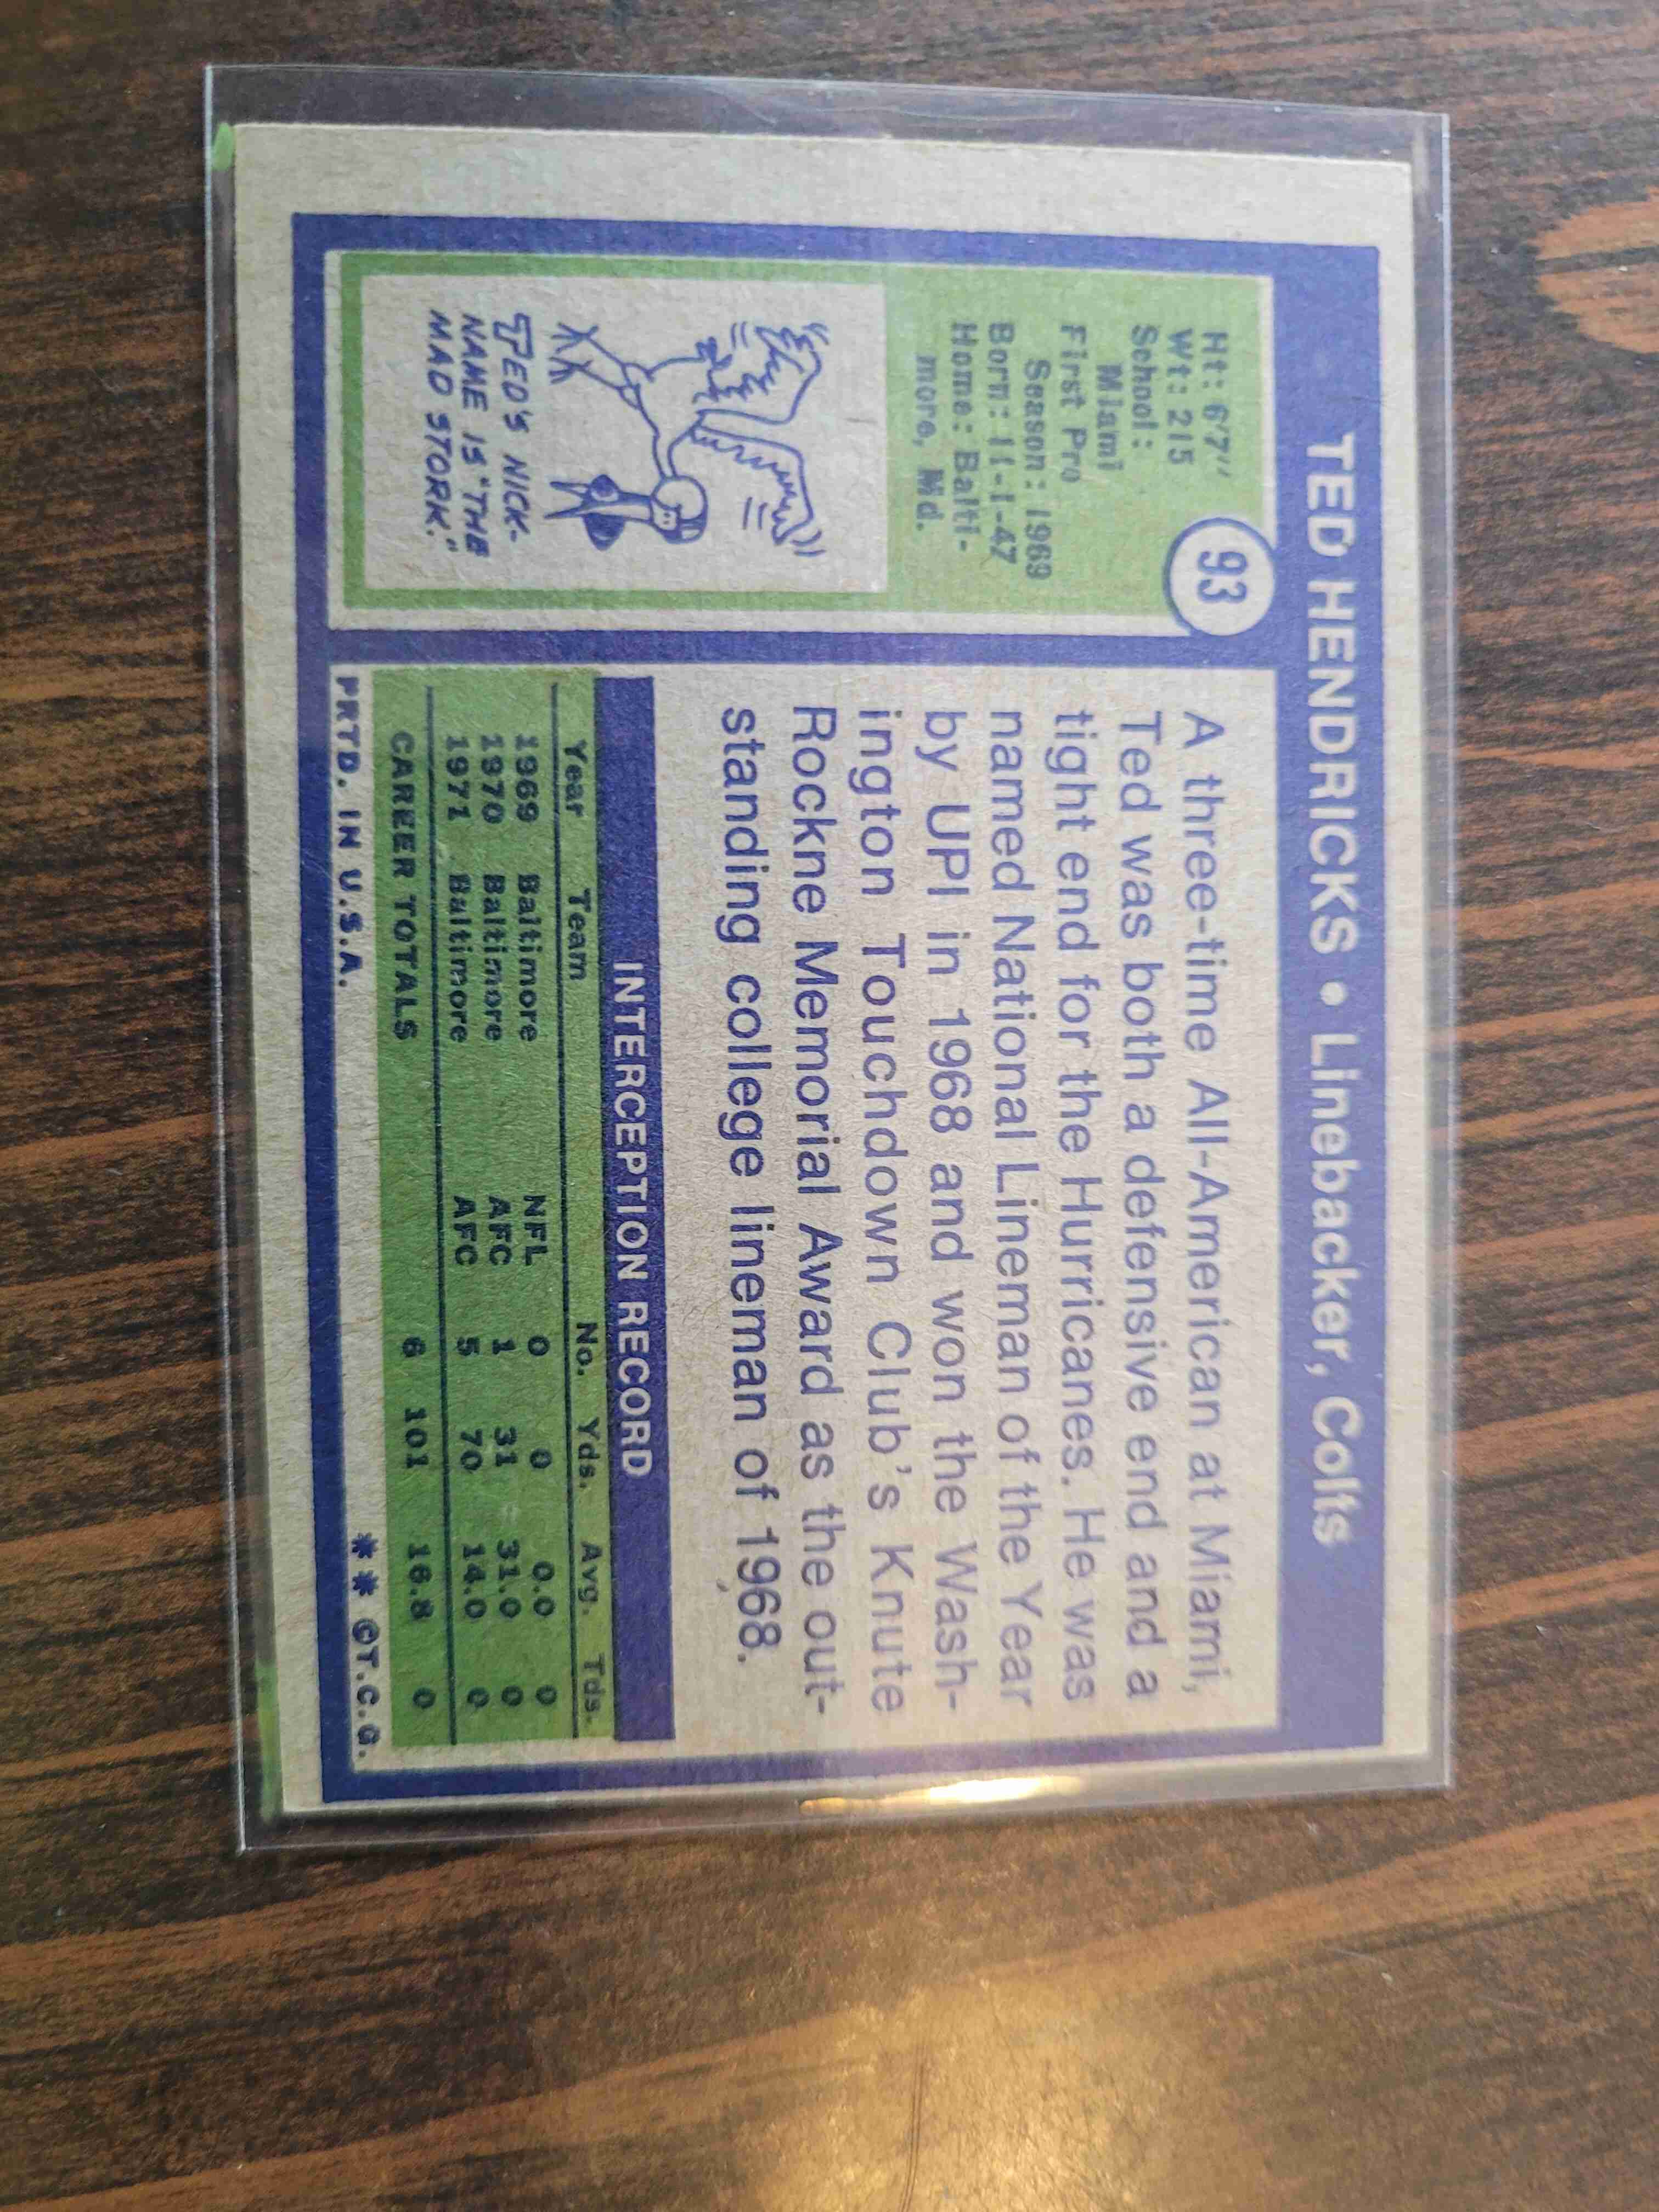 TED HENDRICKS • Linebacker, Colts
93
Ht: 6'7"
Wt: 215
School:
Miami
First Pro
Season: 1969
Born: 11-1-47
Home: Balti-
more, Md.
TED'S NICK-
NAME IS "THE
MAD STORK."
A three-time All-American at Miami,
Ted was both a defensive end and a
tight end for the Hurricanes. He was
named National Lineman of the Year
by UPI in 1968 and won the Wash-
ington Touchdown Club's Knute
Rockne Memorial Award as the out-
standing college lineman of 1968.
INTERCEPTION RECORD
Year Team No. Yds. Avg. Tds.
1969 Baltimore NFL 0 0 0.0 0
1970 Baltimore AFC 1 31 31.0 0
1971 Baltimore AFC 5 70 14.0 0
CAREER TOTALS 6 101 16.8 0
PRTD. IN U.S.A. ** ©T.C.G.